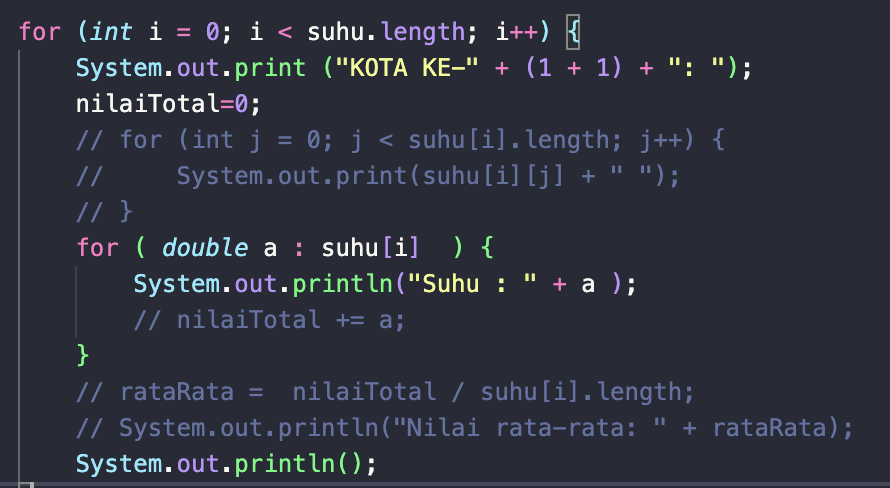 for (int i = 0; i < suhu.length; i++) {
    System.out.print ("KOTA KE-" + (1 + 1) + ": ");
    nilaiTotal=0;
    // for (int j = 0; j < suhu[i].length; j++) {
    //     System.out.print(suhu[i][j] + " ");
    // }
    for ( double a : suhu[i]  ) {
        System.out.println("Suhu : " + a );
        // nilaiTotal += a;
    }
    // rataRata =  nilaiTotal / suhu[i].length;
    // System.out.println("Nilai rata-rata: " + rataRata);
    System.out.println();